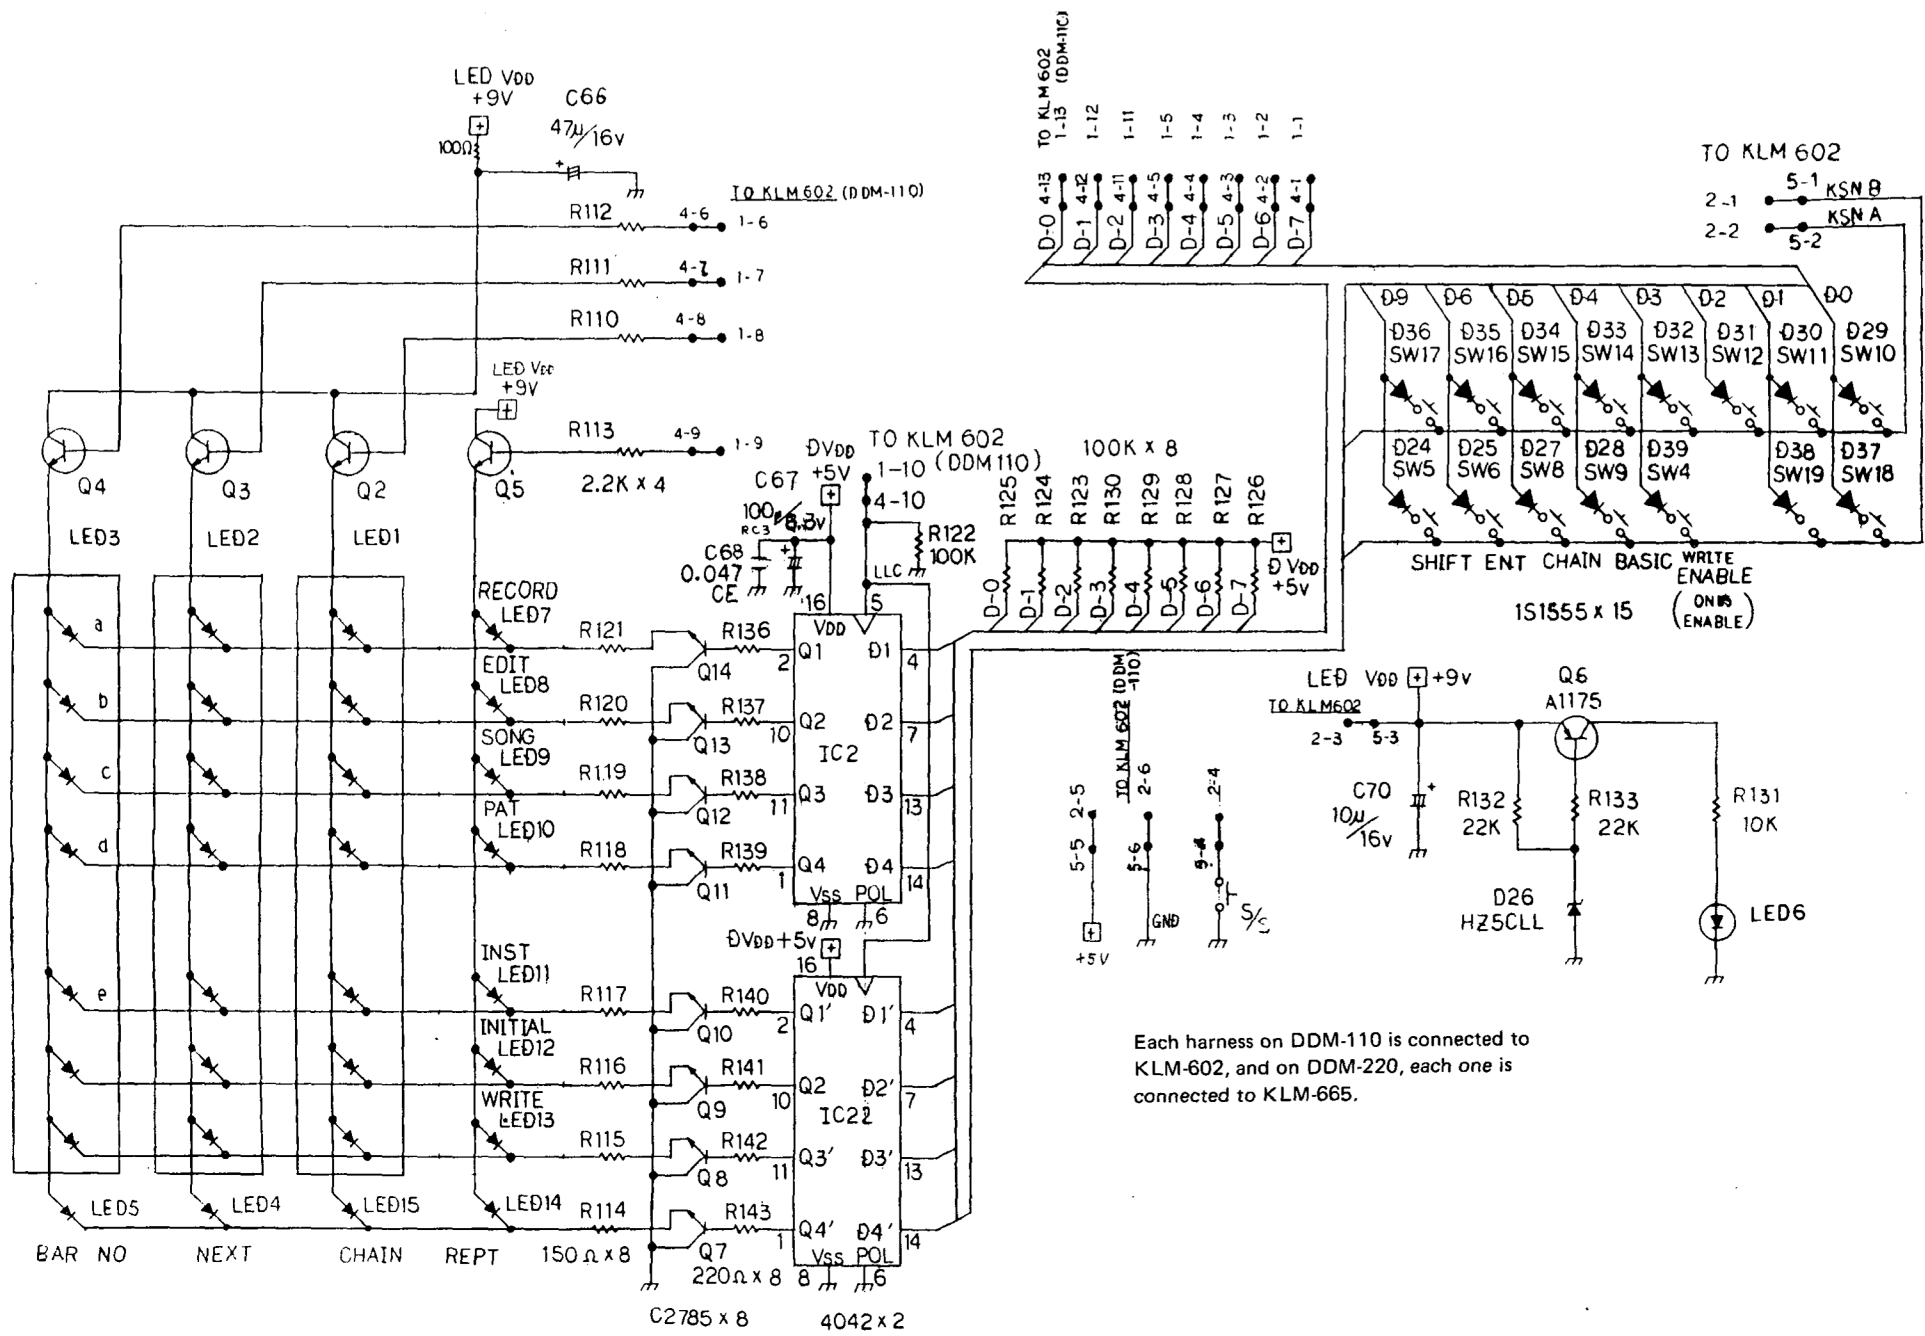 LED VDD
+9V
C66
47µ/16v
100Ω
TO KLM602 (DDM-110)
R112
4-6
1-6
R111
4-7
1-7
R110
4-8
1-8
LED VDD
+9V
R113
4-9
1-9
2.2K x 4
Q4
Q3
Q2
Q5
LED3
LED2
LED1
DVDD
+5V
C67
100
C68
0.047
CE
TO KLM 602
1-10 (DDM110)
4-10
R122
100K
LLC
16
VDD
5
a
b
c
d
e
RECORD
LED7
EDIT
LED8
SONG
LED9
PAT
LED10
INST
LED11
INITIAL
LED12
WRITE
LED13
LED14
LED5
LED4
LED15
BAR NO
NEXT
CHAIN
REPT
R121
R120
R119
R118
R117
R116
R115
R114
150Ω x 8
Q14
Q13
Q12
Q11
Q10
Q9
Q8
Q7
C2785 x 8
R136
R137
R138
R139
R140
R141
R142
R143
220Ω x 8
2 Q1 D1 4
10 Q2 D2 7
IC2
11 Q3 D3 13
1 Q4 D4 14
Vss POL
8 6
DVDD+5v
16
VDD
2 Q1' D1' 4
10 Q2 D2' 7
IC22
11 Q3' D3' 13
1 Q4' D4' 14
Vss POL
8 6
4042 x 2
TO KLM602
(DDM-110)
1-13 1-12 1-11 1-5 1-4 1-3 1-2 1-1
4-13 4-12 4-11 4-5 4-4 4-3 4-2 4-1
D-0 D-1 D-2 D-3 D-4 D-5 D-6 D-7
100K x 8
R125 R124 R123 R130 R129 R128 R127 R126
D-0 D-1 D-2 D-3 D-4 D-5 D-6 D-7
DVDD
+5v
TO KLM 602
2-1 5-1 KSN B
2-2 5-2 KSN A
D-9 D-6 D-5 D-4 D-3 D-2 D-1 D-0
D36 D35 D34 D33 D32 D31 D30 D29
SW17 SW16 SW15 SW14 SW13 SW12 SW11 SW10
D24 D25 D27 D28 D39 D38 D37
SW5 SW6 SW8 SW9 SW4 SW19 SW18
SHIFT ENT CHAIN BASIC WRITE
ENABLE
(ON IS
ENABLE)
1S1555 x 15
TO KLM 602 (DDM
-110)
2-5
5-5
+5V
2-6
5-6
GND
2-4
S/S
LED VDD +9v
TO KLM602
2-3 5-3
Q6
A1175
C70
10µ/16v
R132
22K
R133
22K
R131
10K
D26
HZ5CLL
LED6
Each harness on DDM-110 is connected to
KLM-602, and on DDM-220, each one is
connected to KLM-665.